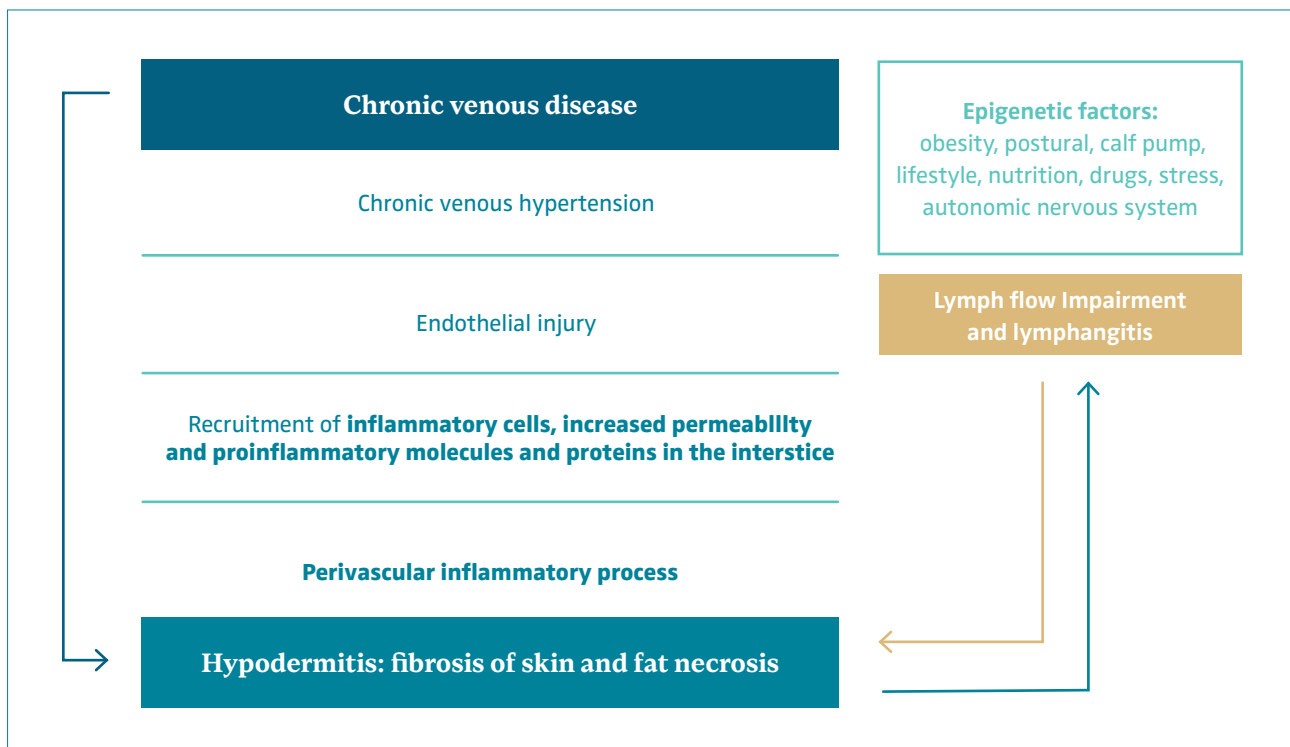 Chronic venous disease
Chronic venous hypertension
Endothelial injury
Recruitment of inflammatory cells, increased permeabIlIty
and proinflammatory molecules and proteins in the interstice
Perivascular inflammatory process
Hypodermitis: fibrosis of skin and fat necrosis
Epigenetic factors:
obesity, postural, calf pump,
lifestyle, nutrition, drugs, stress,
autonomic nervous system
Lymph flow Impairment
and lymphangitis